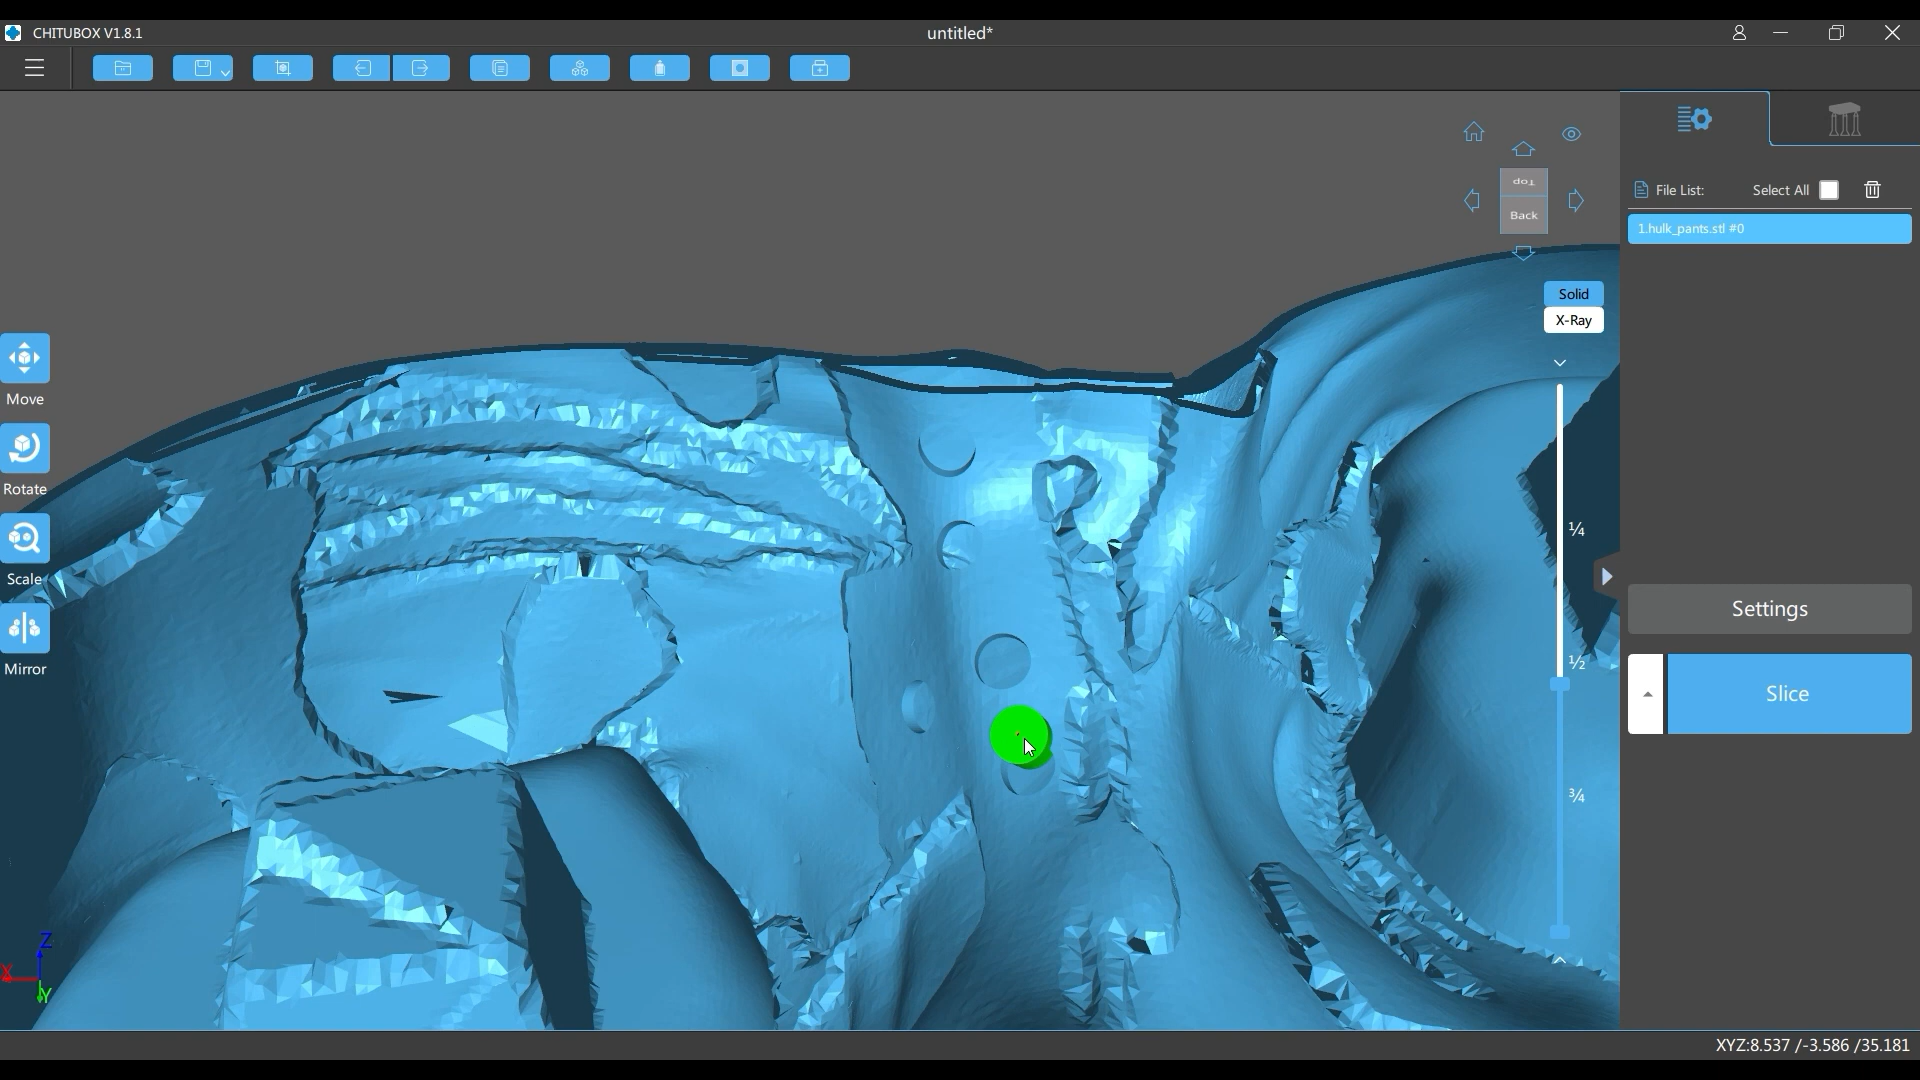 CHITUBOX V1.8.1
untitled*
File List:
Select All
1.hulk_pants.stl #0
Top
Back
Solid
X-Ray
Move
Rotate
Scale
Mirror
¼
½
¾
Settings
Slice
Z
X
Y
XYZ:8.537 /-3.586 /35.181